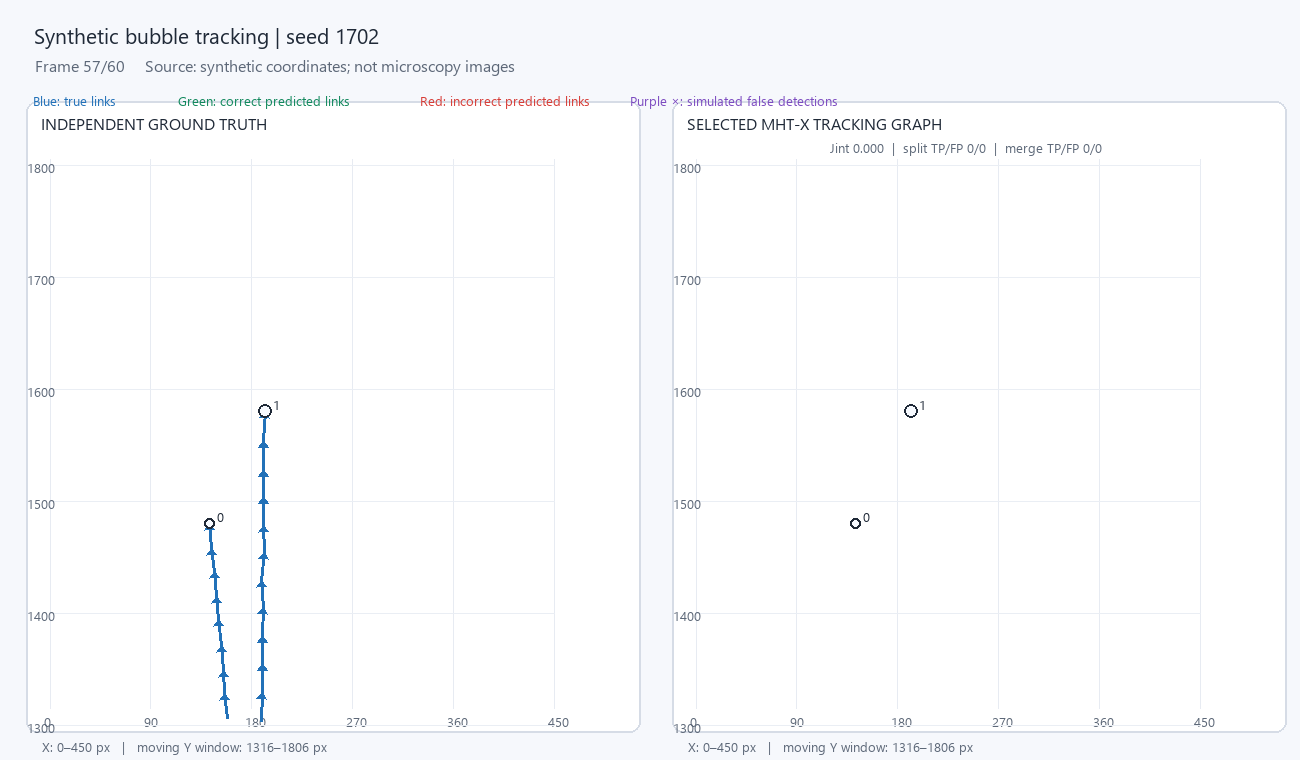 Synthetic bubble tracking | seed 1702
Frame 57/60 Source: synthetic coordinates; not microscopy images
Blue: true links Green: correct predicted links Red: incorrect predicted links Purple ×: simulated false detections
INDEPENDENT GROUND TRUTH
1800
1700
1600
1500
1400
1300
1
0
0 90 180 270 360 450
X: 0–450 px | moving Y window: 1316–1806 px
SELECTED MHT-X TRACKING GRAPH
Jint 0.000 | split TP/FP 0/0 | merge TP/FP 0/0
1800
1700
1600
1500
1400
1300
1
0
0 90 180 270 360 450
X: 0–450 px | moving Y window: 1316–1806 px